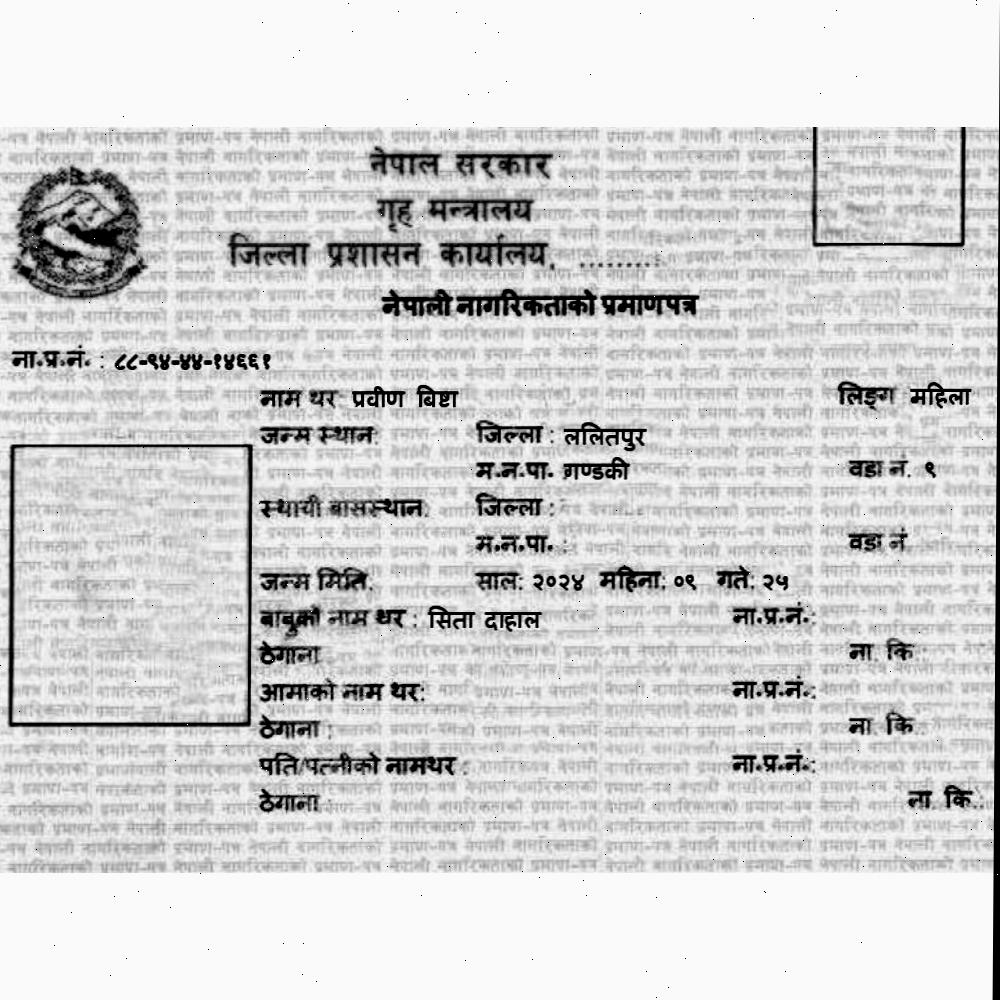 नेपाल सरकार
गृह मन्त्रालय
जिल्ला प्रशासन कार्यालय, ..........
नेपाली नागरिकताको प्रमाणपत्र
ना.प्र.नं. : ८८-९४-४४-१४६६१
नाम थर प्रवीण बिष्टा लिङ्ग महिला
जन्म स्थान: जिल्ला : ललितपुर
म.न.पा. गण्डकी वडा नं. ९
स्थायी बासस्थान: जिल्ला :
म.न.पा. : वडा नं
जन्म मिति. साल: २०२४ महिना: ०९ गते: २५
बाबुको नाम थर : सिता दाहाल ना.प्र.नं.:
ठेगाना ना. कि.:
आमाको नाम थर: ना.प्र.नं.:
ठेगाना : ना. कि.
पति/पत्नीको नामथर : ना.प्र.नं.:
ठेगाना : ना. कि.: